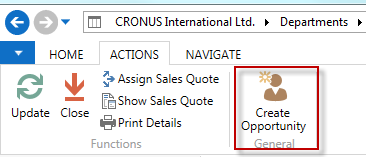 CRONUS International Ltd. Departments
HOME ACTIONS NAVIGATE
Update
Close
Assign Sales Quote
Show Sales Quote
Print Details
Functions
Create
Opportunity
General